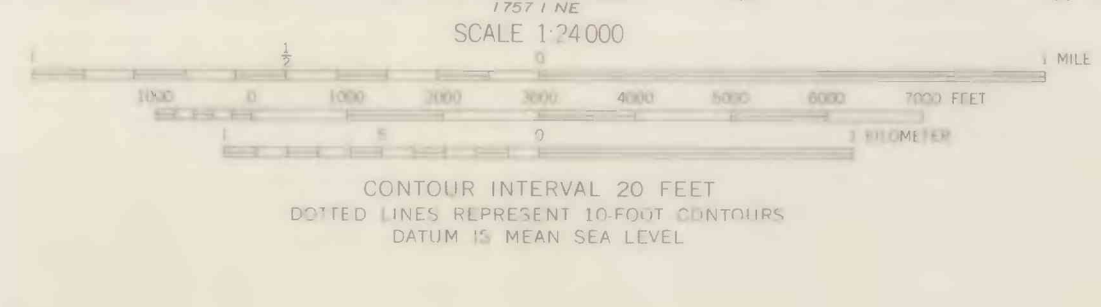 1757 I NE
SCALE 1:24 000
1 ½ 0 1 MILE
1000 0 1000 2000 3000 4000 5000 6000 7000 FEET
1 5 0 1 KILOMETER
CONTOUR INTERVAL 20 FEET
DOTTED LINES REPRESENT 10-FOOT CONTOURS
DATUM IS MEAN SEA LEVEL